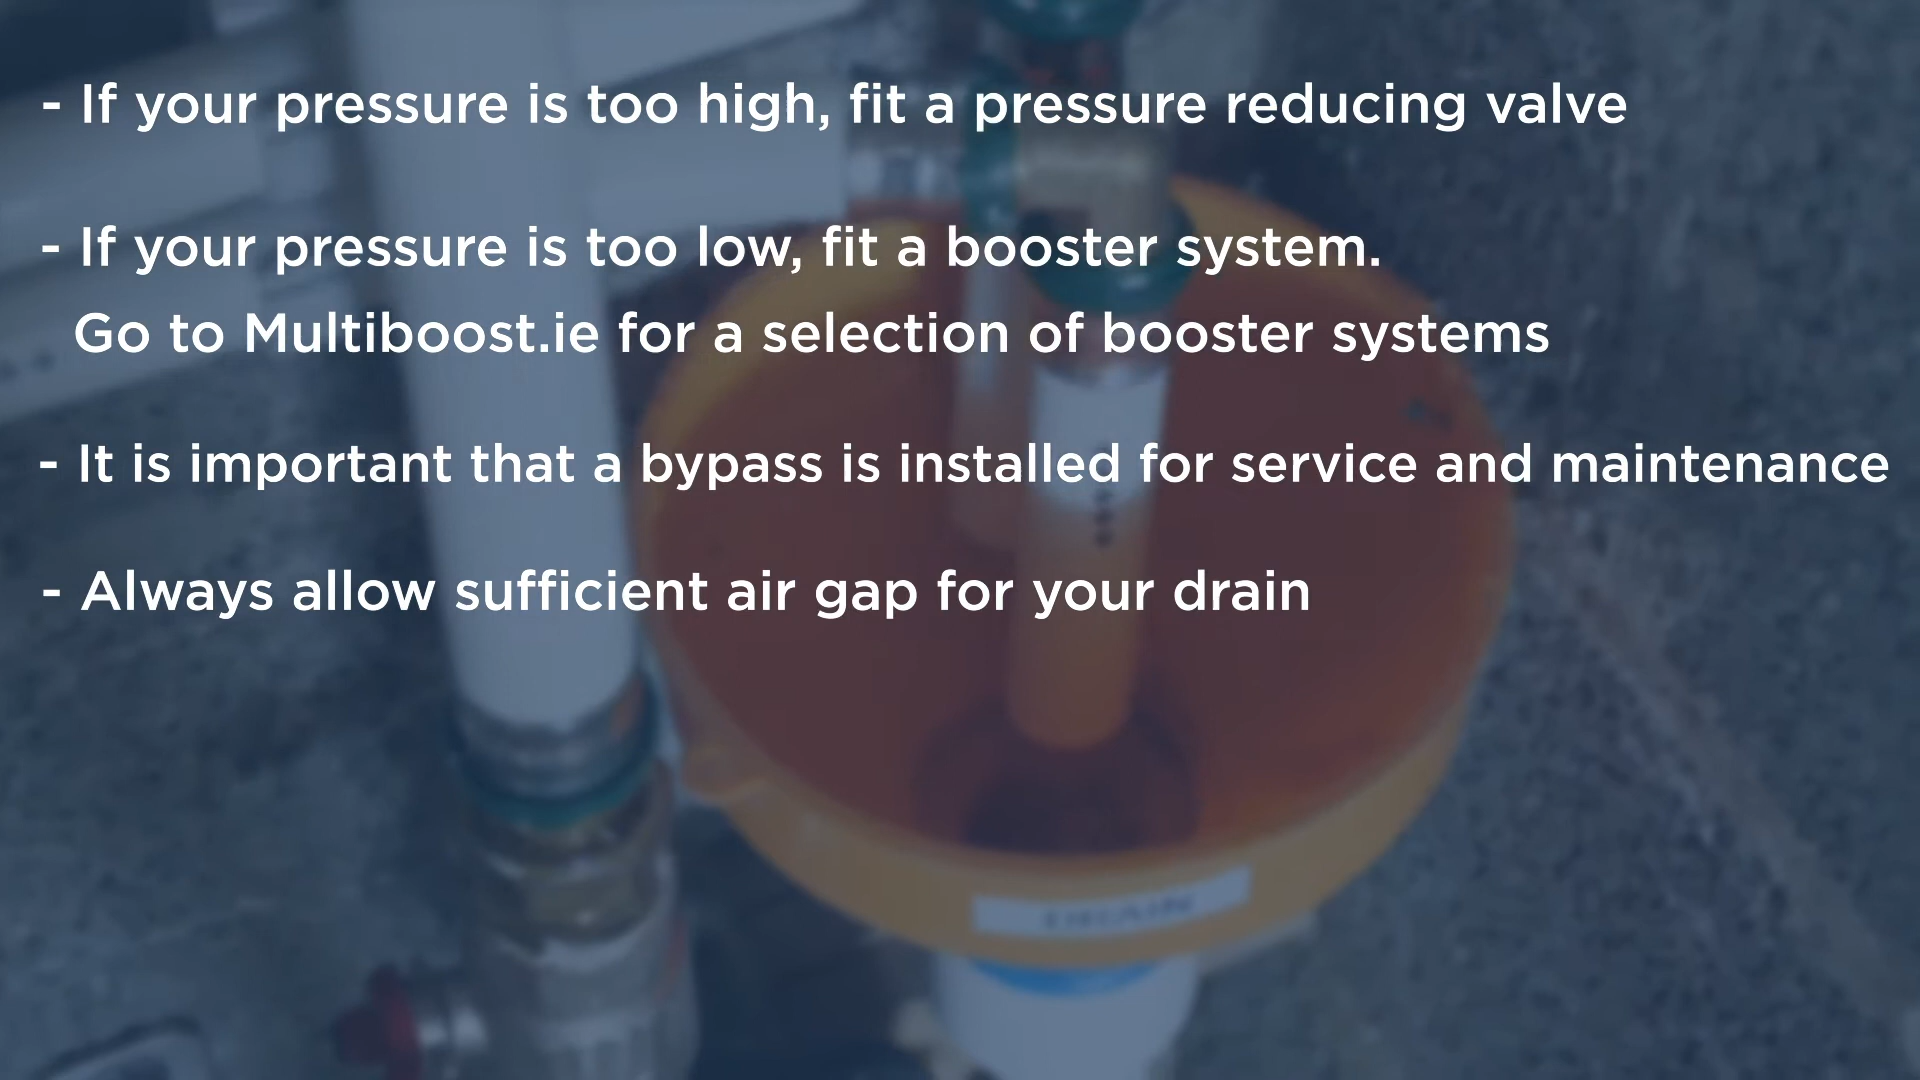 - If your pressure is too high, fit a pressure reducing valve
- If your pressure is too low, fit a booster system.
Go to Multiboost.ie for a selection of booster systems
- It is important that a bypass is installed for service and maintenance
- Always allow sufficient air gap for your drain
DRAIN